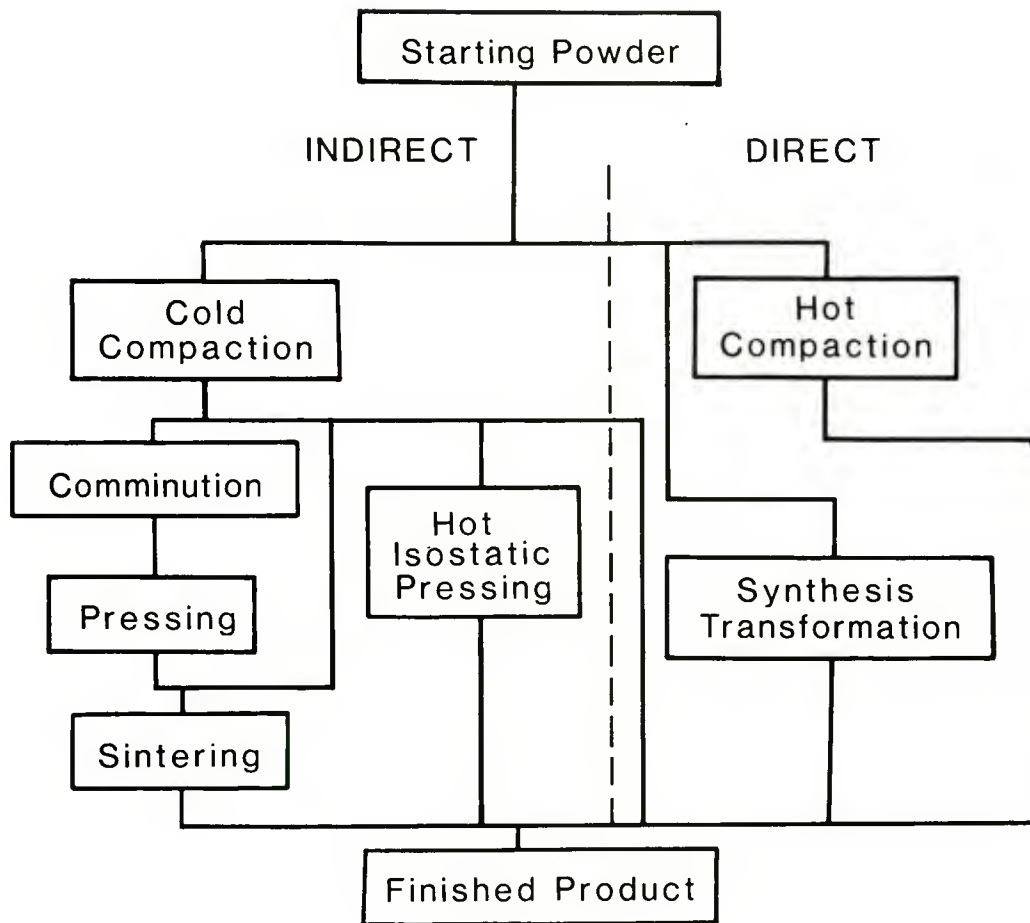 Starting Powder
INDIRECT
DIRECT
Cold
Compaction
Hot
Compaction
Comminution
Hot
Isostatic
Pressing
Pressing
Synthesis
Transformation
Sintering
Finished Product